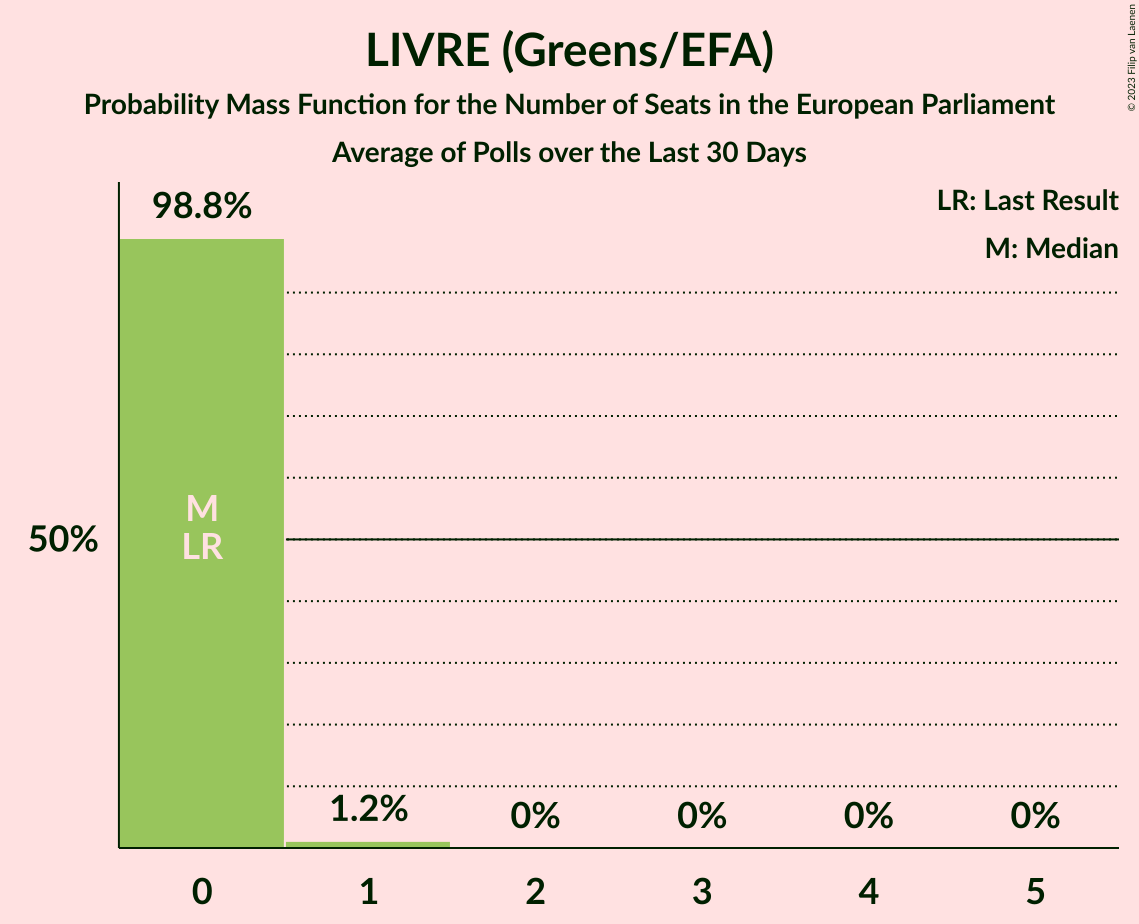 LIVRE (Greens/EFA)
Probability Mass Function for the Number of Seats in the European Parliament
Average of Polls over the Last 30 Days
© 2023 Filip van Laenen
LR: Last Result
M: Median
98.8%
M
LR
50%
1.2%
0%
0%
0%
0%
0
1
2
3
4
5